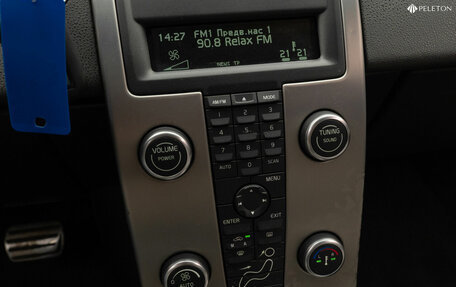 PELETON
14:27 FM1 Предв.нас 1
90.8 Relax FM
21 21
NEWS TP
AM/FM MODE
1 2 3
4 5 6
7 8 9
AUTO 0 SCAN
MENU
VOLUME
POWER
TUNING
SOUND
ENTER EXIT
M A
AUTO